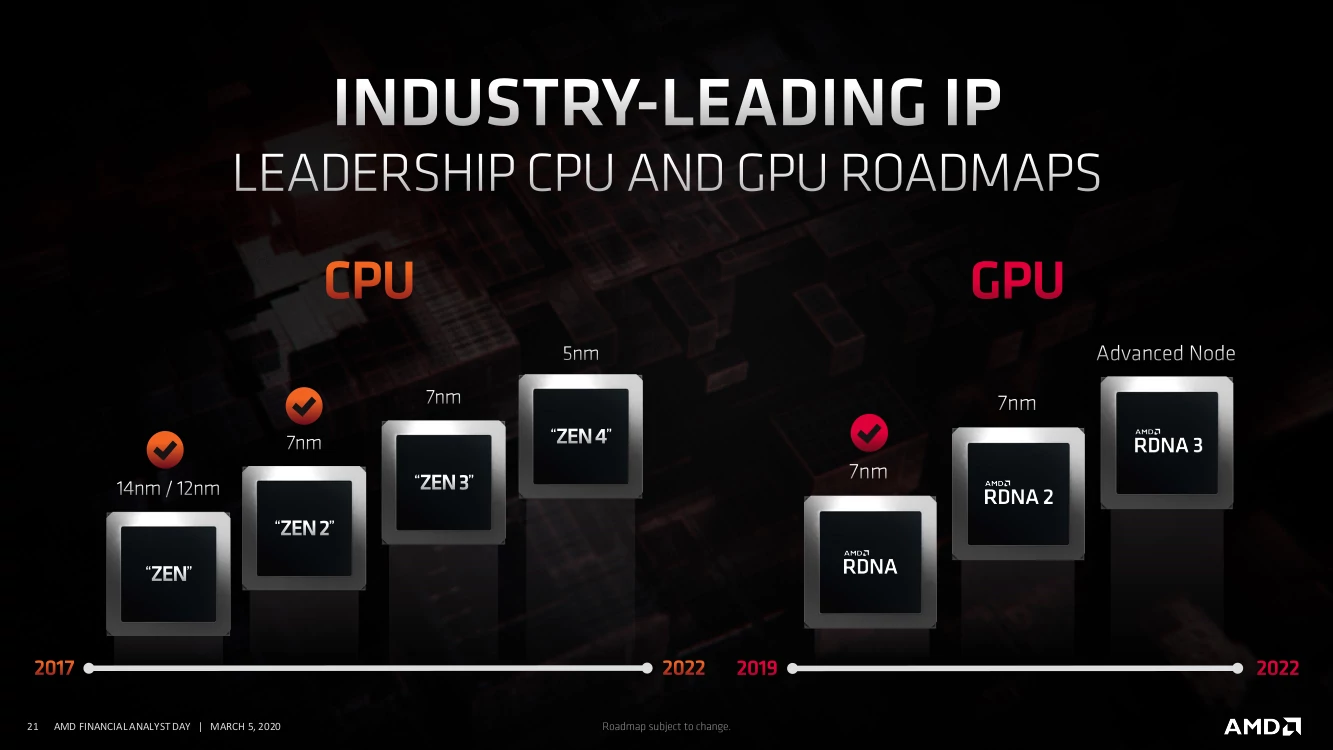 INDUSTRY-LEADING IP
LEADERSHIP CPU AND GPU ROADMAPS
CPU
14nm / 12nm
“ZEN”
7nm
“ZEN 2”
7nm
“ZEN 3”
5nm
“ZEN 4”
2017
2022
GPU
7nm
AMD
RDNA
7nm
AMD
RDNA 2
Advanced Node
AMD
RDNA 3
2019
2022
21 AMD FINANCIAL ANALYST DAY | MARCH 5, 2020
Roadmap subject to change.
AMD